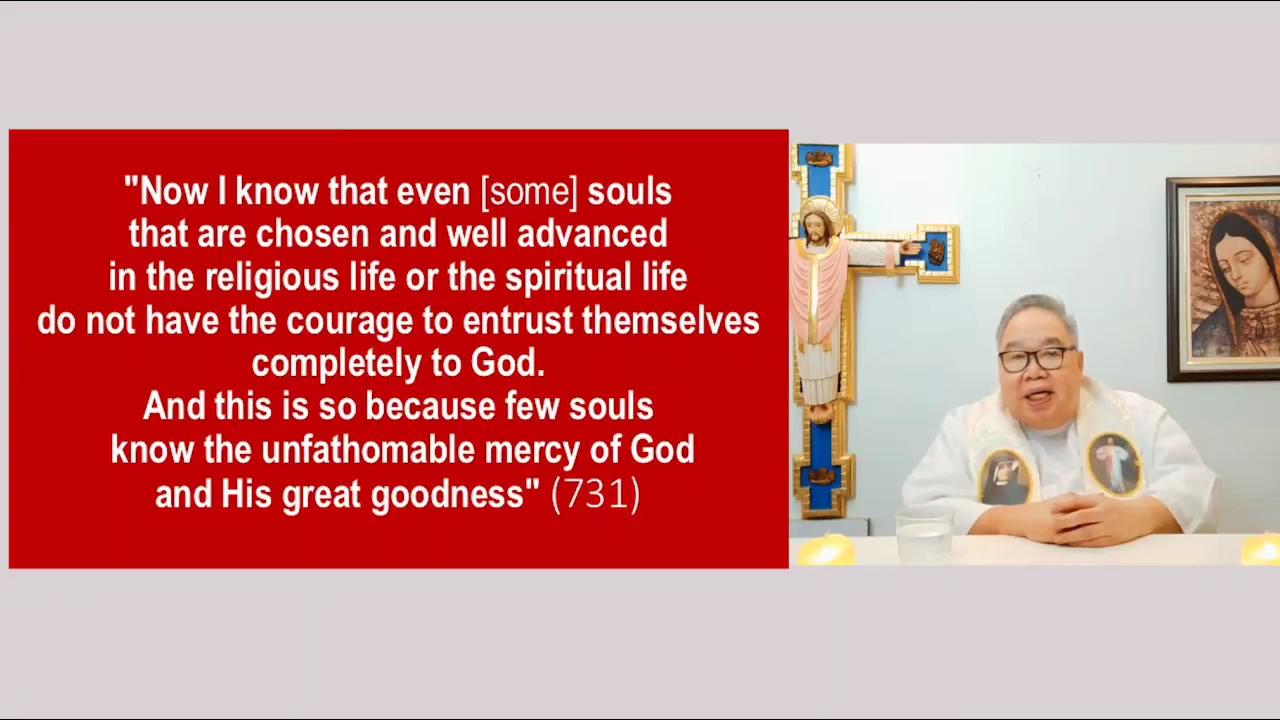 "Now I know that even [some] souls
that are chosen and well advanced
in the religious life or the spiritual life
do not have the courage to entrust themselves
completely to God.
And this is so because few souls
know the unfathomable mercy of God
and His great goodness" (731)